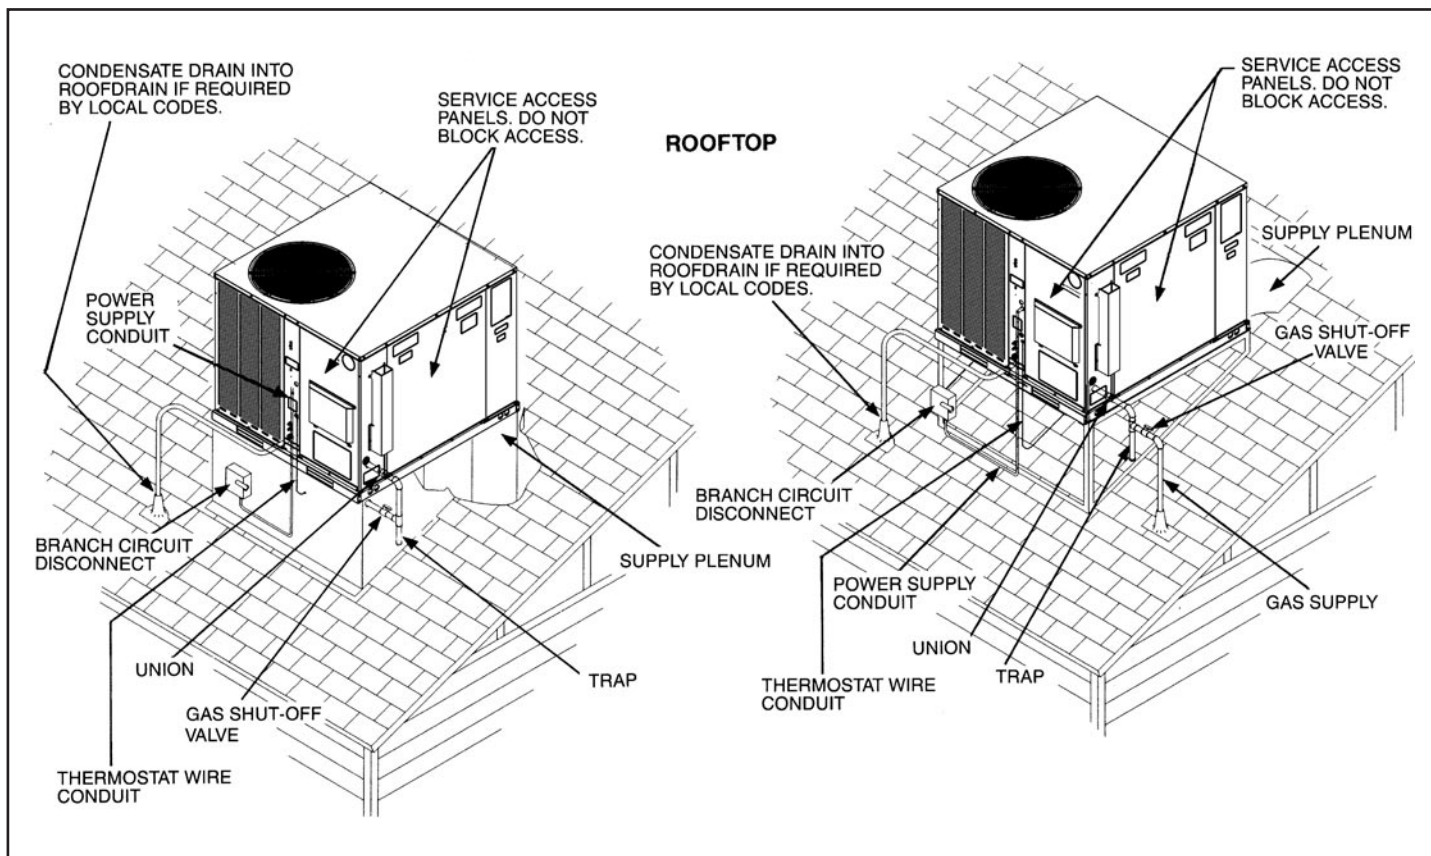 CONDENSATE DRAIN INTO
ROOFDRAIN IF REQUIRED
BY LOCAL CODES.
SERVICE ACCESS
PANELS. DO NOT
BLOCK ACCESS.
POWER
SUPPLY
CONDUIT
BRANCH CIRCUIT
DISCONNECT
SUPPLY PLENUM
UNION
TRAP
GAS SHUT-OFF
VALVE
THERMOSTAT WIRE
CONDUIT
ROOFTOP
SERVICE ACCESS
PANELS. DO NOT
BLOCK ACCESS.
CONDENSATE DRAIN INTO
ROOFDRAIN IF REQUIRED
BY LOCAL CODES.
SUPPLY PLENUM
GAS SHUT-OFF
VALVE
BRANCH CIRCUIT
DISCONNECT
POWER SUPPLY
CONDUIT
GAS SUPPLY
UNION
TRAP
THERMOSTAT WIRE
CONDUIT